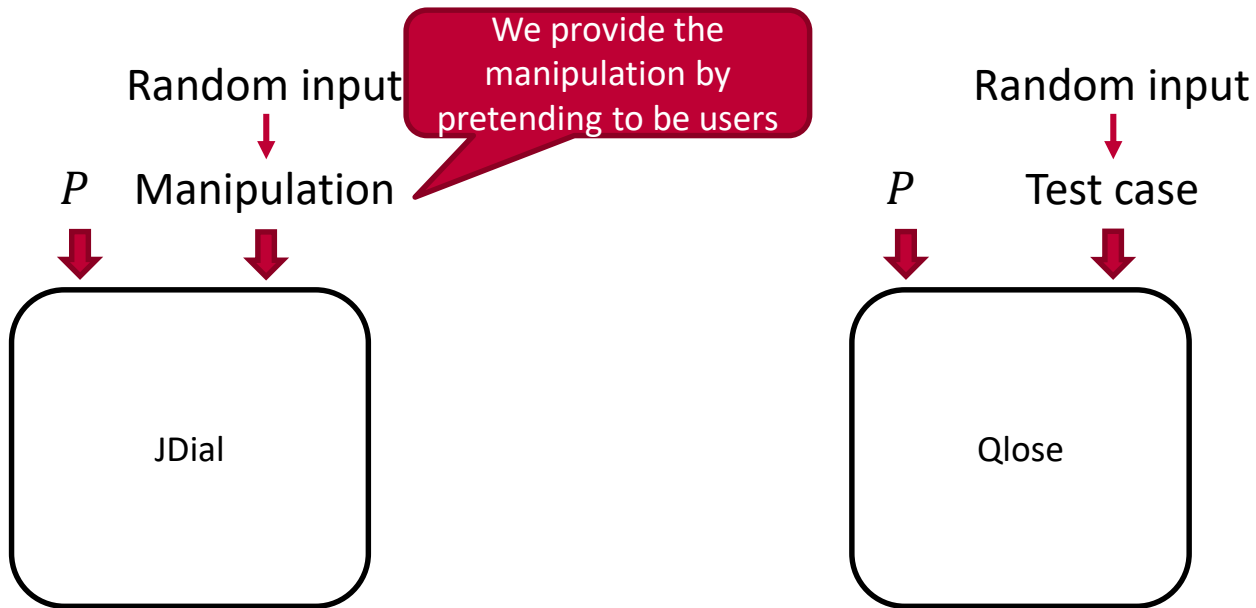 We provide the
manipulation by
pretending to be users
Random input
Manipulation
P
JDial
Random input
P
Test case
Qlose